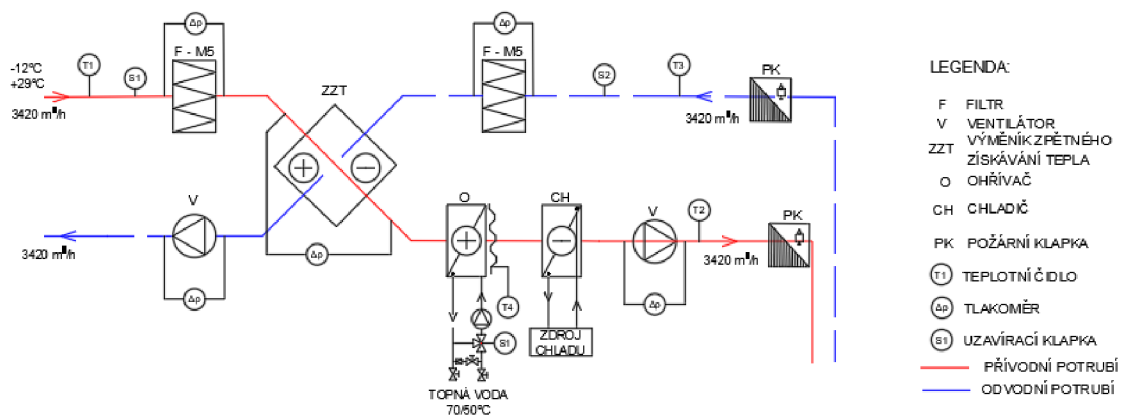 Δp
Δp
-12ºC
+29ºC
T1
S1
F - M5
F - M5
S2
T3
PK
3420 m³/h
ZZT
3420 m³/h
V
3420 m³/h
Δp
Δp
O
CH
V
T2
PK
3420 m³/h
T4
Δp
S1
ZDROJ
CHLADU
TOPNÁ VODA
70/50ºC
LEGENDA:
F FILTR
V VENTILÁTOR
ZZT VÝMĚNÍK ZPĚTNÉHO
ZÍSKÁVÁNÍ TEPLA
O OHŘÍVAČ
CH CHLADIČ
PK POŽÁRNÍ KLAPKA
T1 TEPLOTNÍ ČIDLO
Δp TLAKOMĚR
S1 UZAVÍRACÍ KLAPKA
PŘÍVODNÍ POTRUBÍ
ODVODNÍ POTRUBÍ